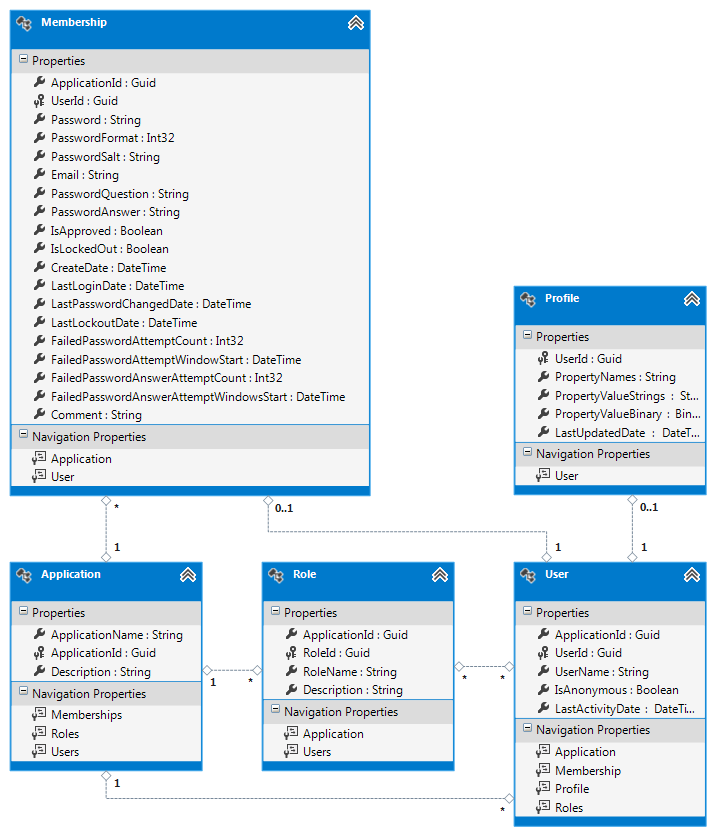 Membership
Properties
ApplicationId : Guid
UserId : Guid
Password : String
PasswordFormat : Int32
PasswordSalt : String
Email : String
PasswordQuestion : String
PasswordAnswer : String
IsApproved : Boolean
IsLockedOut : Boolean
CreateDate : DateTime
LastLoginDate : DateTime
LastPasswordChangedDate : DateTime
LastLockoutDate : DateTime
FailedPasswordAttemptCount : Int32
FailedPasswordAttemptWindowStart : DateTime
FailedPasswordAnswerAttemptCount : Int32
FailedPasswordAnswerAttemptWindowsStart : DateTime
Comment : String
Navigation Properties
Application
User
Profile
Properties
UserId : Guid
PropertyNames : String
PropertyValueStrings : St...
PropertyValueBinary : Bin...
LastUpdatedDate : DateT...
Navigation Properties
User
*
1
0..1
1
0..1
1
Application
Properties
ApplicationName : String
ApplicationId : Guid
Description : String
Navigation Properties
Memberships
Roles
Users
1
*
Role
Properties
ApplicationId : Guid
RoleId : Guid
RoleName : String
Description : String
Navigation Properties
Application
Users
*
*
User
Properties
ApplicationId : Guid
UserId : Guid
UserName : String
IsAnonymous : Boolean
LastActivityDate : DateTi...
Navigation Properties
Application
Membership
Profile
Roles
1
*